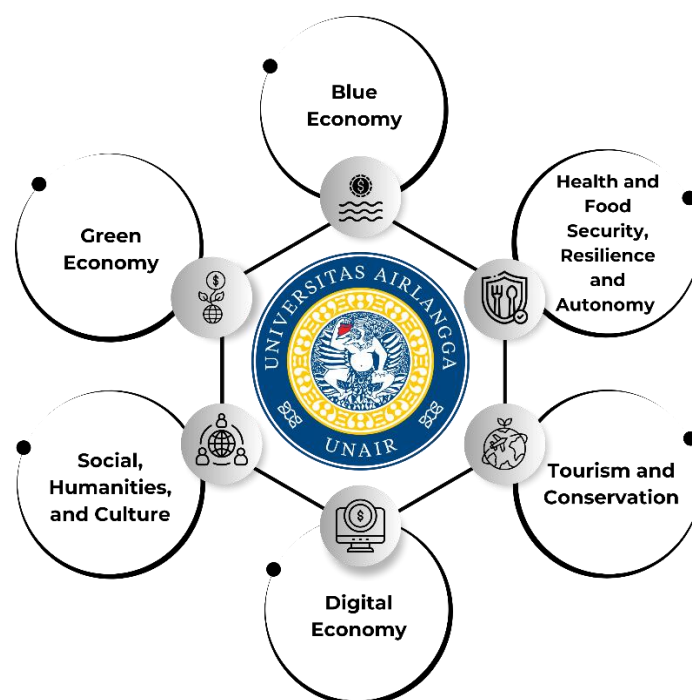 Blue
Economy
Health and
Food
Security,
Resilience
and
Autonomy
Green
Economy
UNIVERSITAS AIRLANGGA
UNAIR
Social,
Humanities,
and Culture
Tourism and
Conservation
Digital
Economy